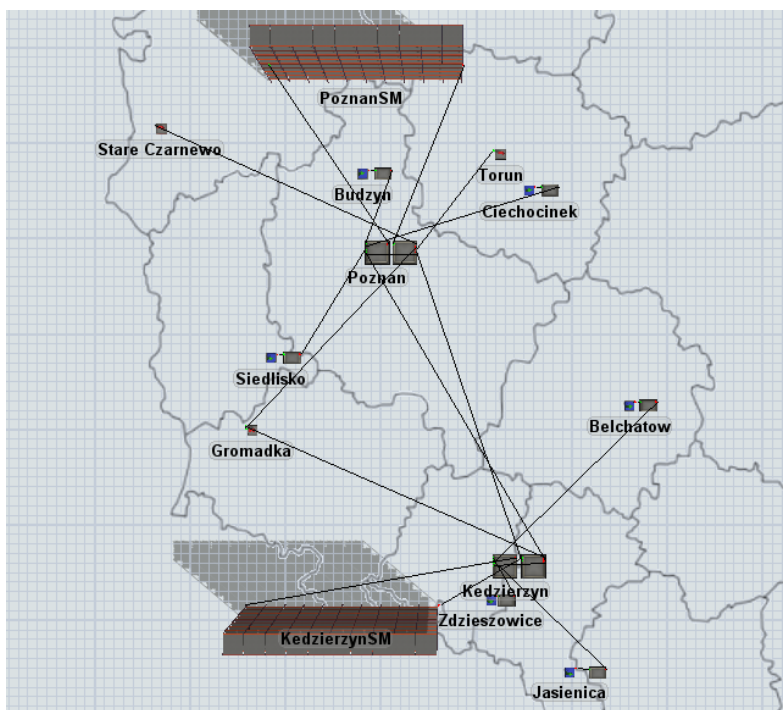 PoznanSM
Stare Czarnewo
Torun
Budzyn
Ciechocinek
Poznan
Siedlisko
Belchatow
Gromadka
Kedzierzyn
Zdzieszowice
KedzierzynSM
Jasienica